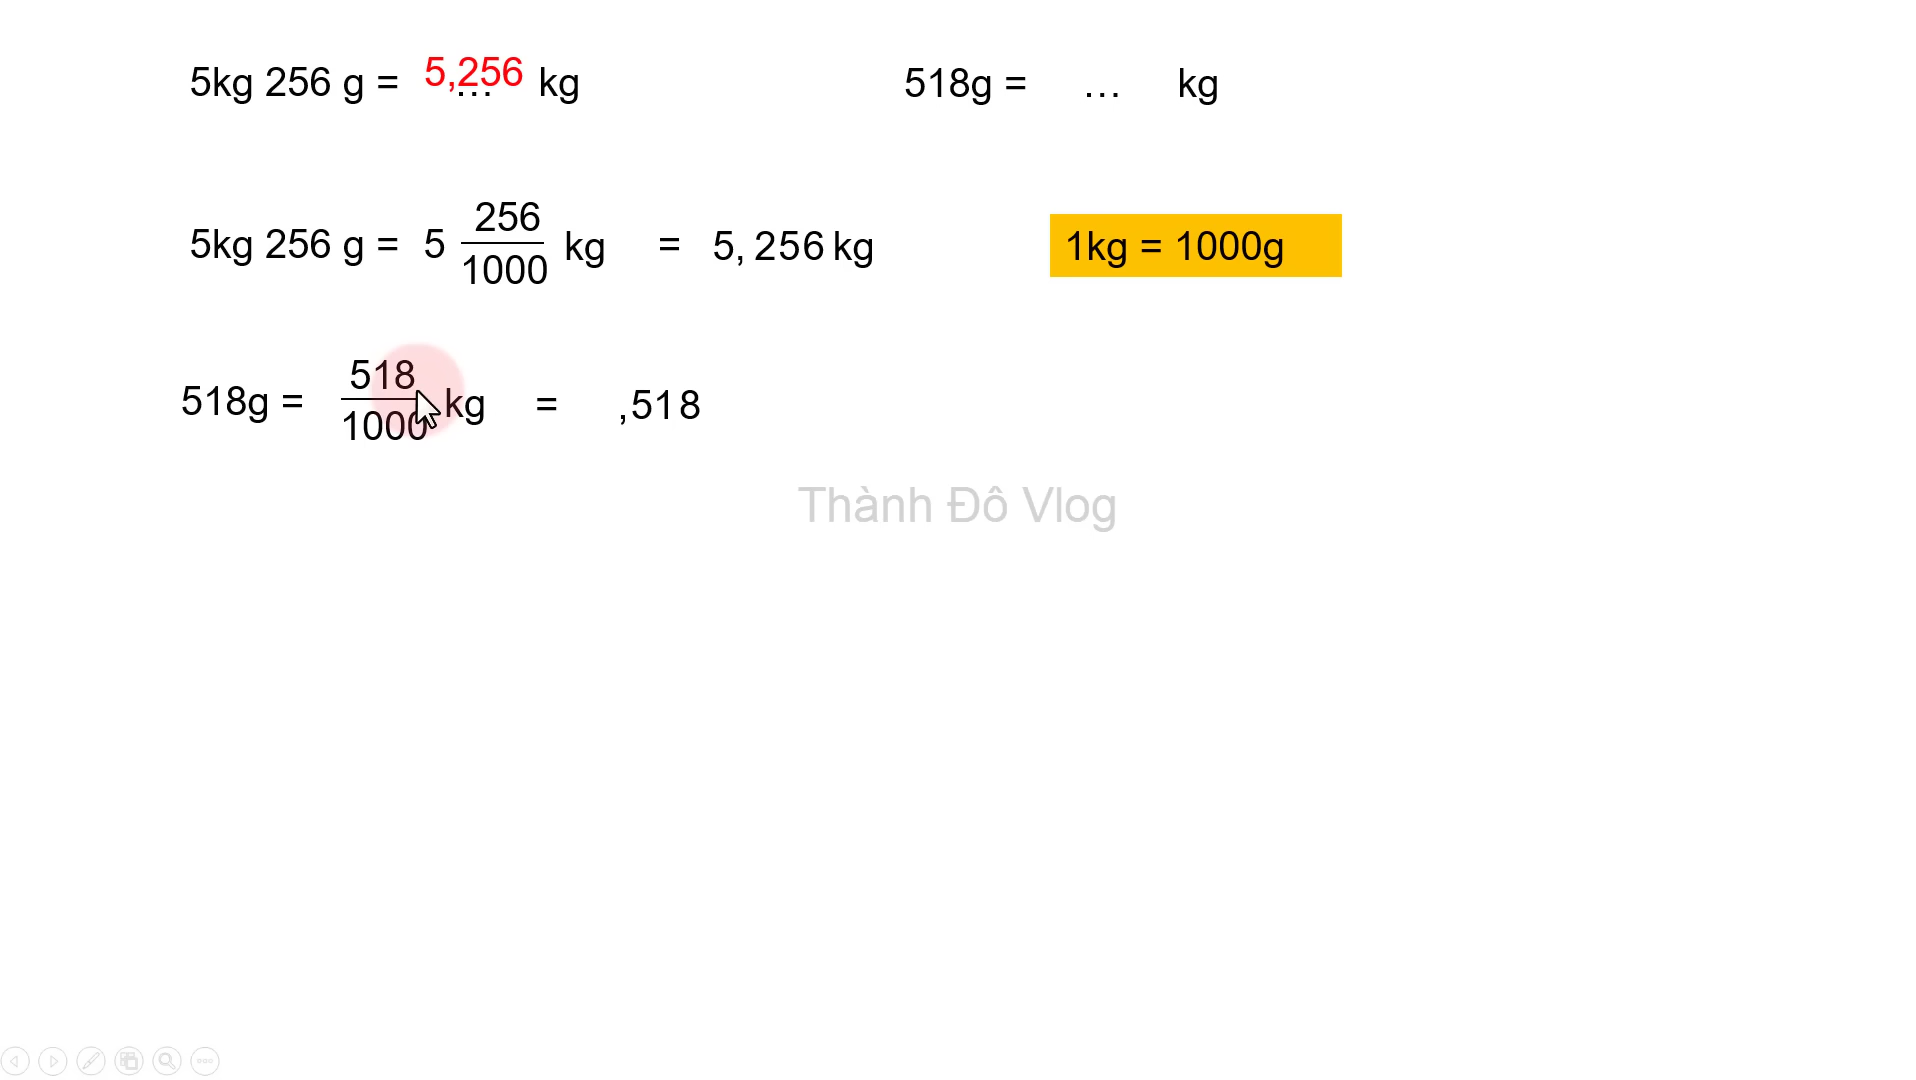 5kg 256 g = 5,256 ... kg
518g = ... kg
5kg 256 g = 5 256/1000 kg = 5, 256 kg
1kg = 1000g
518g = 518/1000 kg = ,518
Thành Đô Vlog